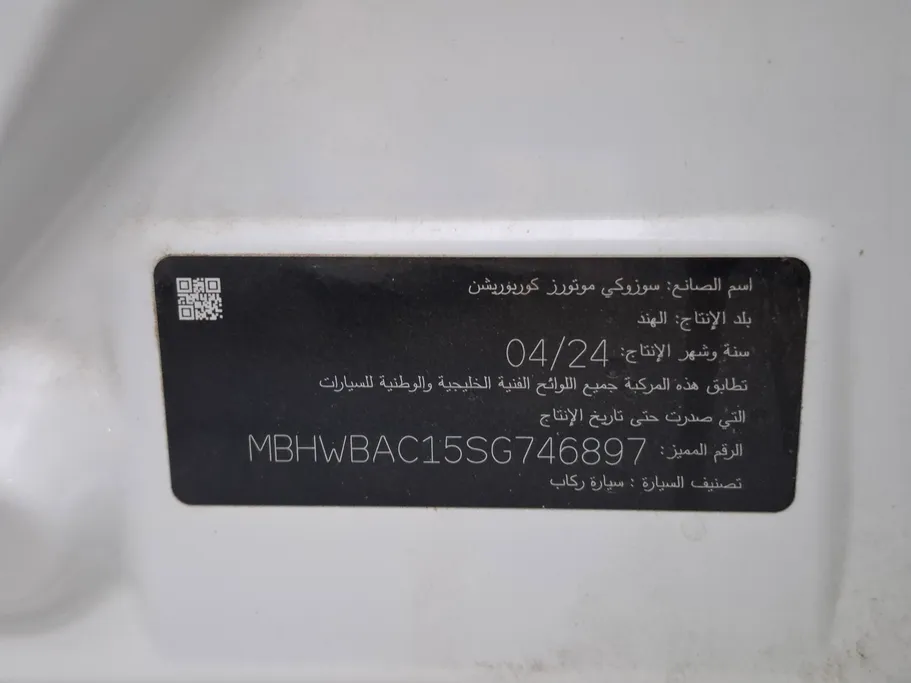 اسم الصانع: سوزوكي موتورز كوربوريشن
بلد الإنتاج: الهند
سنة وشهر الإنتاج: 04/24
تطابق هذه المركبة جميع اللوائح الفنية الخليجية والوطنية للسيارات
التي صدرت حتى تاريخ الإنتاج
الرقم المميز: MBHWBAC15SG746897
تصنيف السيارة : سيارة ركاب